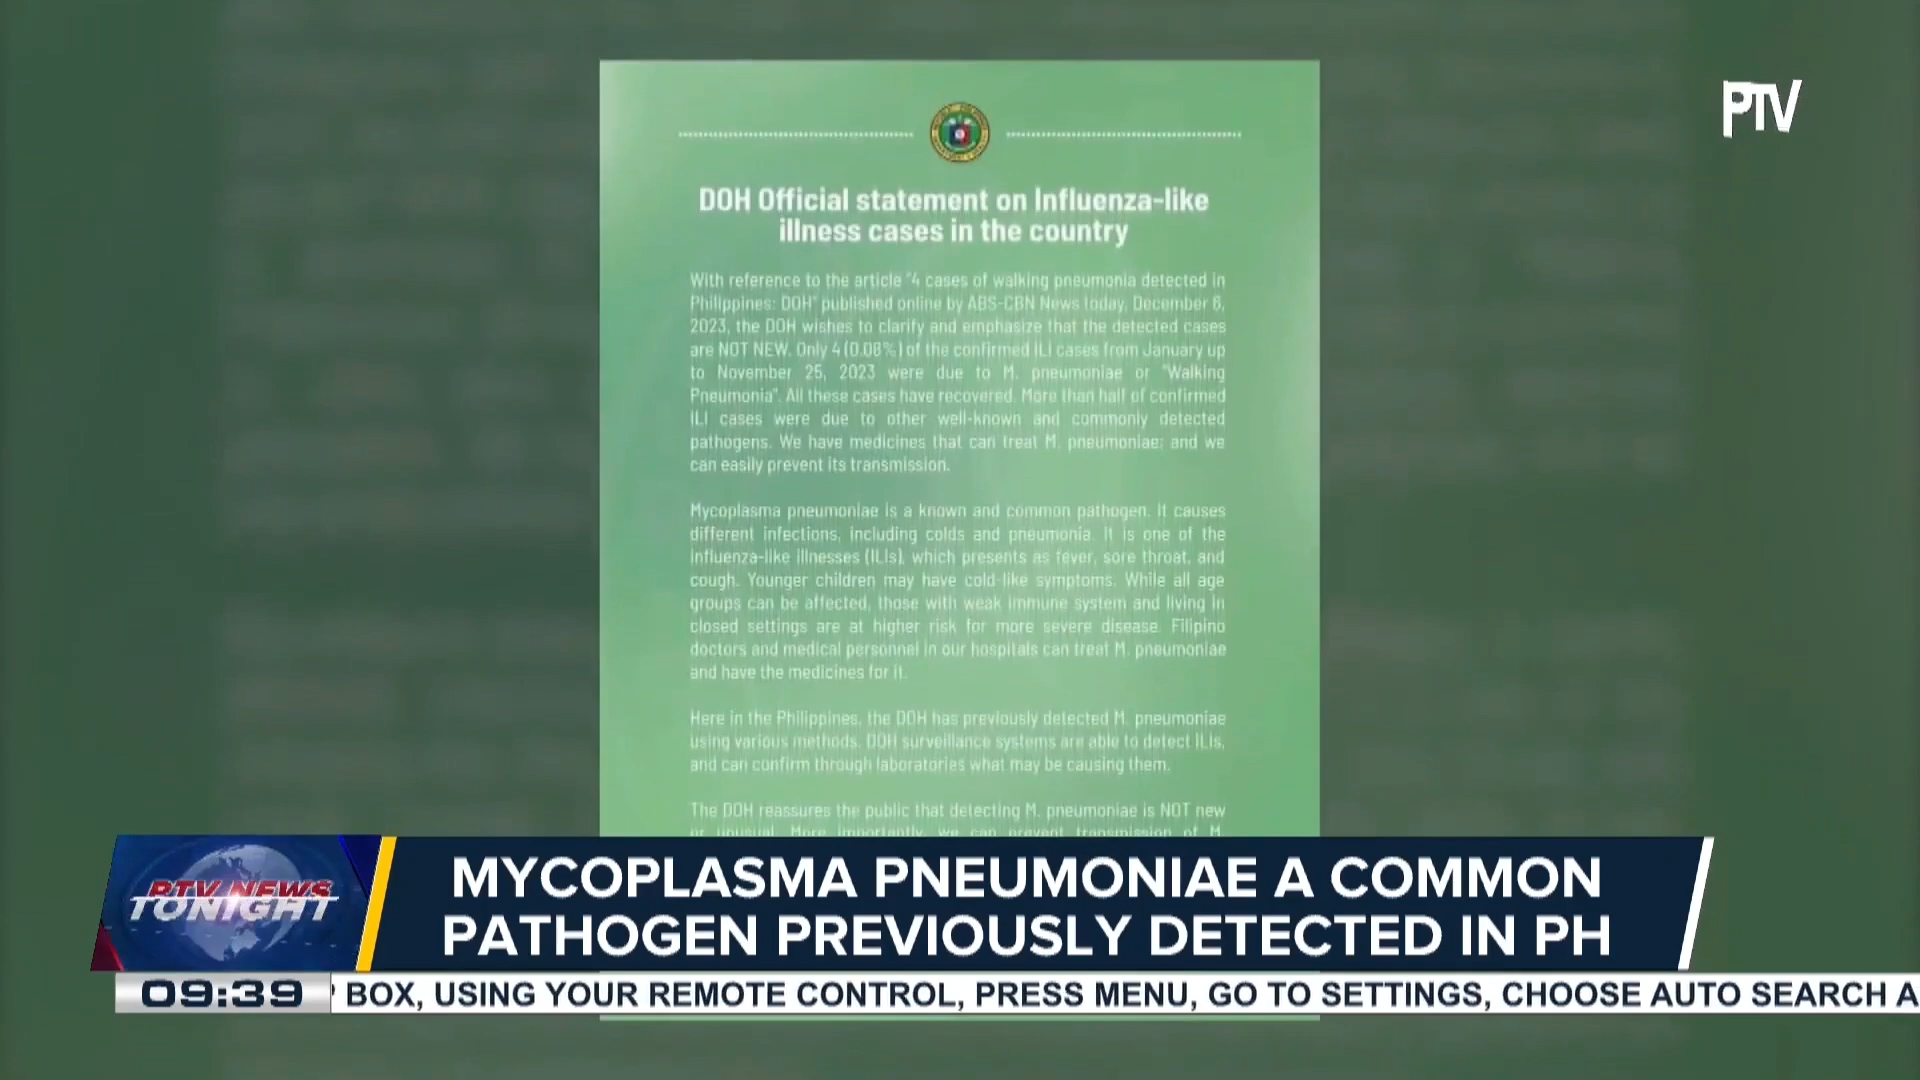 PTV
DOH Official statement on Influenza-like
illness cases in the country
With reference to the article "4 cases of walking pneumonia detected in
Philippines: DOH" published online by ABS-CBN News today, December 6,
2023, the DOH wishes to clarify and emphasize that the detected cases
are NOT NEW. Only 4 (0.08%) of the confirmed ILI cases from January up
to November 25, 2023 were due to M. pneumoniae or "Walking
Pneumonia". All these cases have recovered. More than half of confirmed
ILI cases were due to other well-known and commonly detected
pathogens. We have medicines that can treat M. pneumoniae; and we
can easily prevent its transmission.
Mycoplasma pneumoniae is a known and common pathogen. It causes
different infections, including colds and pneumonia. It is one of the
influenza-like illnesses (ILIs), which presents as fever, sore throat, and
cough. Younger children may have cold-like symptoms. While all age
groups can be affected, those with weak immune system and living in
closed settings are at higher risk for more severe disease. Filipino
doctors and medical personnel in our hospitals can treat M. pneumoniae
and have the medicines for it.
Here in the Philippines, the DOH has previously detected M. pneumoniae
using various methods. DOH surveillance systems are able to detect ILIs,
and can confirm through laboratories what may be causing them.
The DOH reassures the public that detecting M. pneumoniae is NOT new
or unusual. More importantly, we can prevent transmission of M.
PTV NEWS
TONIGHT
MYCOPLASMA PNEUMONIAE A COMMON
PATHOGEN PREVIOUSLY DETECTED IN PH
09:39
BOX, USING YOUR REMOTE CONTROL, PRESS MENU, GO TO SETTINGS, CHOOSE AUTO SEARCH A